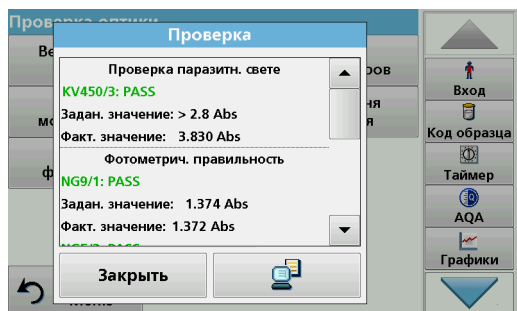 Проверка
Проверка паразитн. свете
KV450/3: PASS
Задан. значение: > 2.8 Abs
Факт. значение: 3.830 Abs
Фотометрич. правильность
NG9/1: PASS
Задан. значение: 1.374 Abs
Факт. значение: 1.372 Abs
Закрыть
Вход
Код образца
Таймер
AQA
Графики